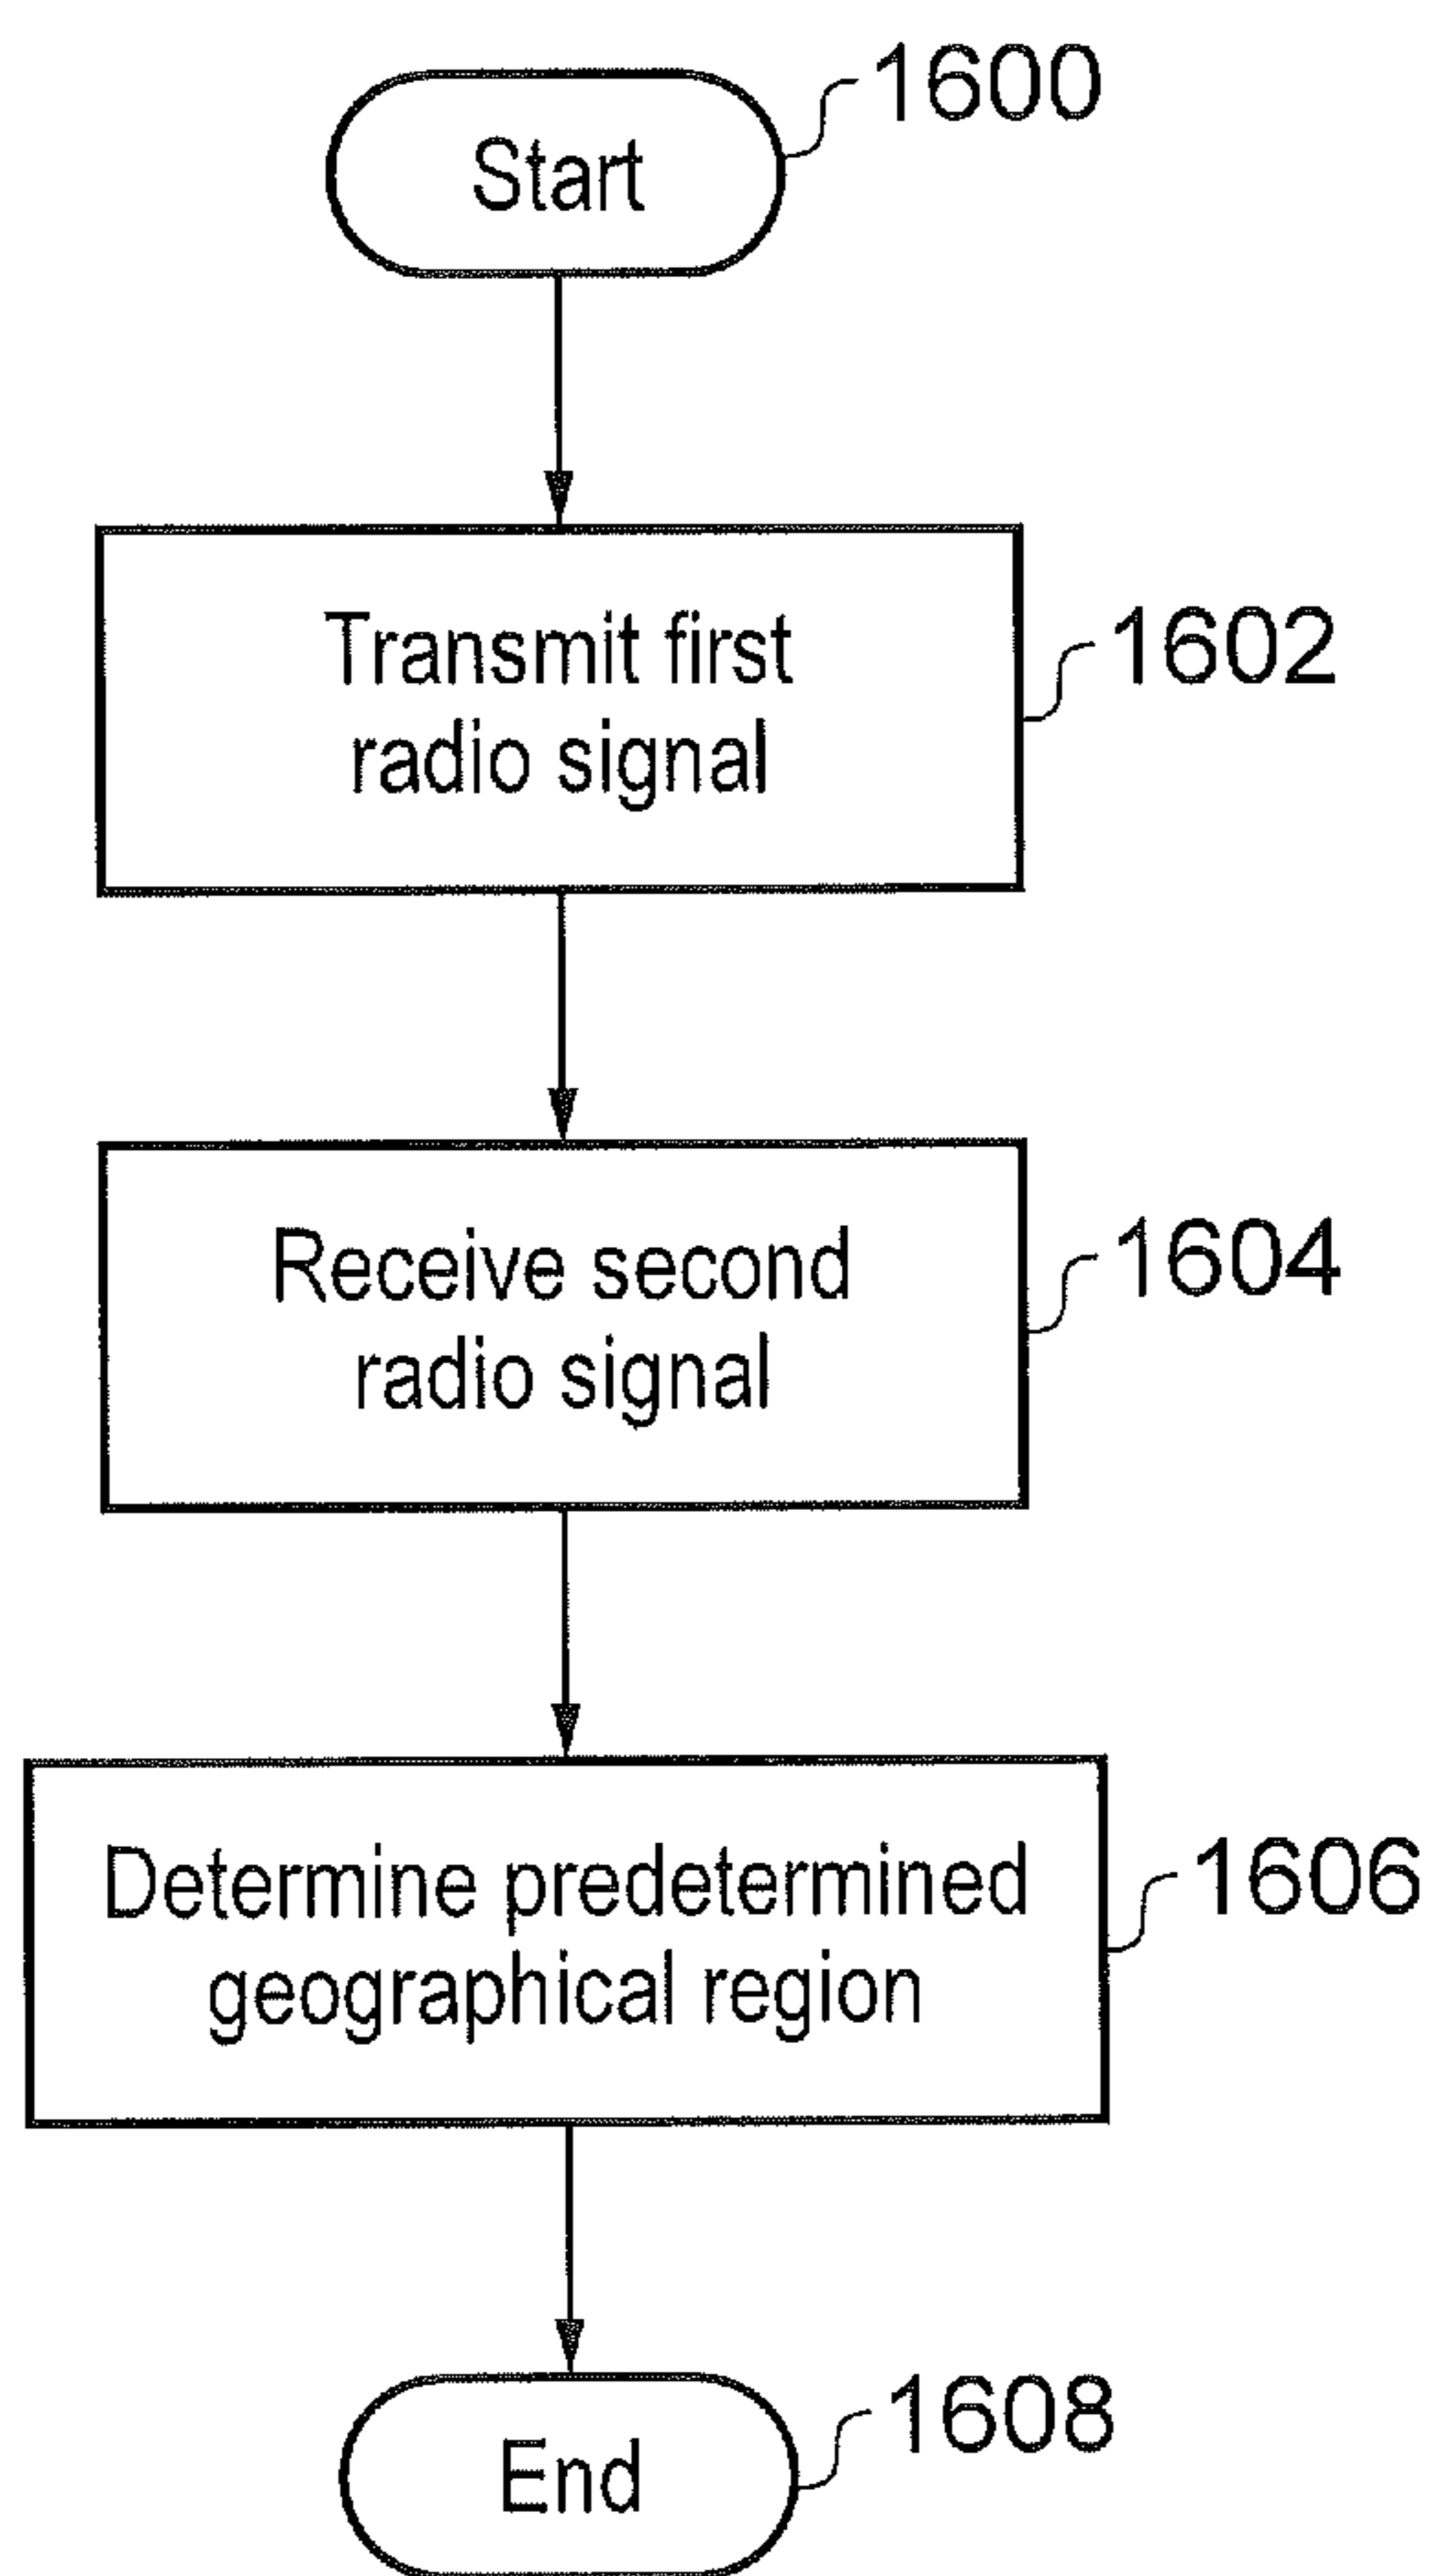 Start
1600
Transmit first
radio signal
1602
Receive second
radio signal
1604
Determine predetermined
geographical region
1606
End
1608